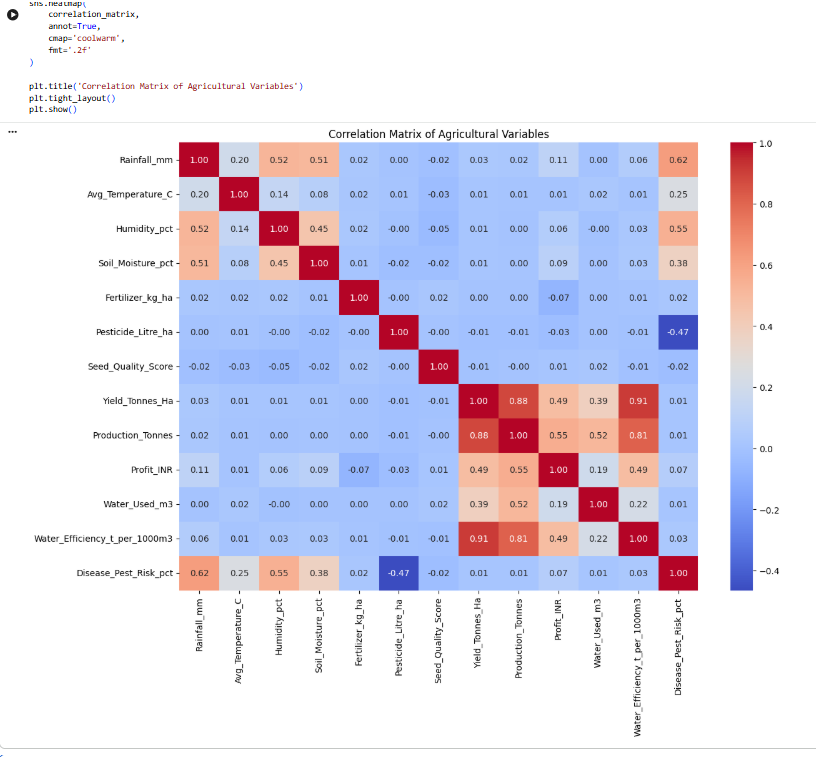 sns.heatmap(
correlation_matrix,
annot=True,
cmap='coolwarm',
fmt='.2f'
)
plt.title('Correlation Matrix of Agricultural Variables')
plt.tight_layout()
plt.show()
Correlation Matrix of Agricultural Variables
Rainfall_mm 1.00 0.20 0.52 0.51 0.02 0.00 -0.02 0.03 0.02 0.11 0.00 0.06 0.62
Avg_Temperature_C 0.20 1.00 0.14 0.08 0.02 0.01 -0.03 0.01 0.01 0.01 0.02 0.01 0.25
Humidity_pct 0.52 0.14 1.00 0.45 0.02 -0.00 -0.05 0.01 0.00 0.06 -0.00 0.03 0.55
Soil_Moisture_pct 0.51 0.08 0.45 1.00 0.01 -0.02 -0.02 0.01 0.00 0.09 0.00 0.03 0.38
Fertilizer_kg_ha 0.02 0.02 0.02 0.01 1.00 -0.00 0.02 0.00 0.00 -0.07 0.00 0.01 0.02
Pesticide_Litre_ha 0.00 0.01 -0.00 -0.02 -0.00 1.00 -0.00 -0.01 -0.01 -0.03 0.00 -0.01 -0.47
Seed_Quality_Score -0.02 -0.03 -0.05 -0.02 0.02 -0.00 1.00 -0.01 -0.00 0.01 0.02 -0.01 -0.02
Yield_Tonnes_Ha 0.03 0.01 0.01 0.01 0.00 -0.01 -0.01 1.00 0.88 0.49 0.39 0.91 0.01
Production_Tonnes 0.02 0.01 0.00 0.00 0.00 -0.01 -0.00 0.88 1.00 0.55 0.52 0.81 0.01
Profit_INR 0.11 0.01 0.06 0.09 -0.07 -0.03 0.01 0.49 0.55 1.00 0.19 0.49 0.07
Water_Used_m3 0.00 0.02 -0.00 0.00 0.00 0.00 0.02 0.39 0.52 0.19 1.00 0.22 0.01
Water_Efficiency_t_per_1000m3 0.06 0.01 0.03 0.03 0.01 -0.01 -0.01 0.91 0.81 0.49 0.22 1.00 0.03
Disease_Pest_Risk_pct 0.62 0.25 0.55 0.38 0.02 -0.47 -0.02 0.01 0.01 0.07 0.01 0.03 1.00
Rainfall_mm
Avg_Temperature_C
Humidity_pct
Soil_Moisture_pct
Fertilizer_kg_ha
Pesticide_Litre_ha
Seed_Quality_Score
Yield_Tonnes_Ha
Production_Tonnes
Profit_INR
Water_Used_m3
Water_Efficiency_t_per_1000m3
Disease_Pest_Risk_pct
1.0
0.8
0.6
0.4
0.2
0.0
−0.2
−0.4